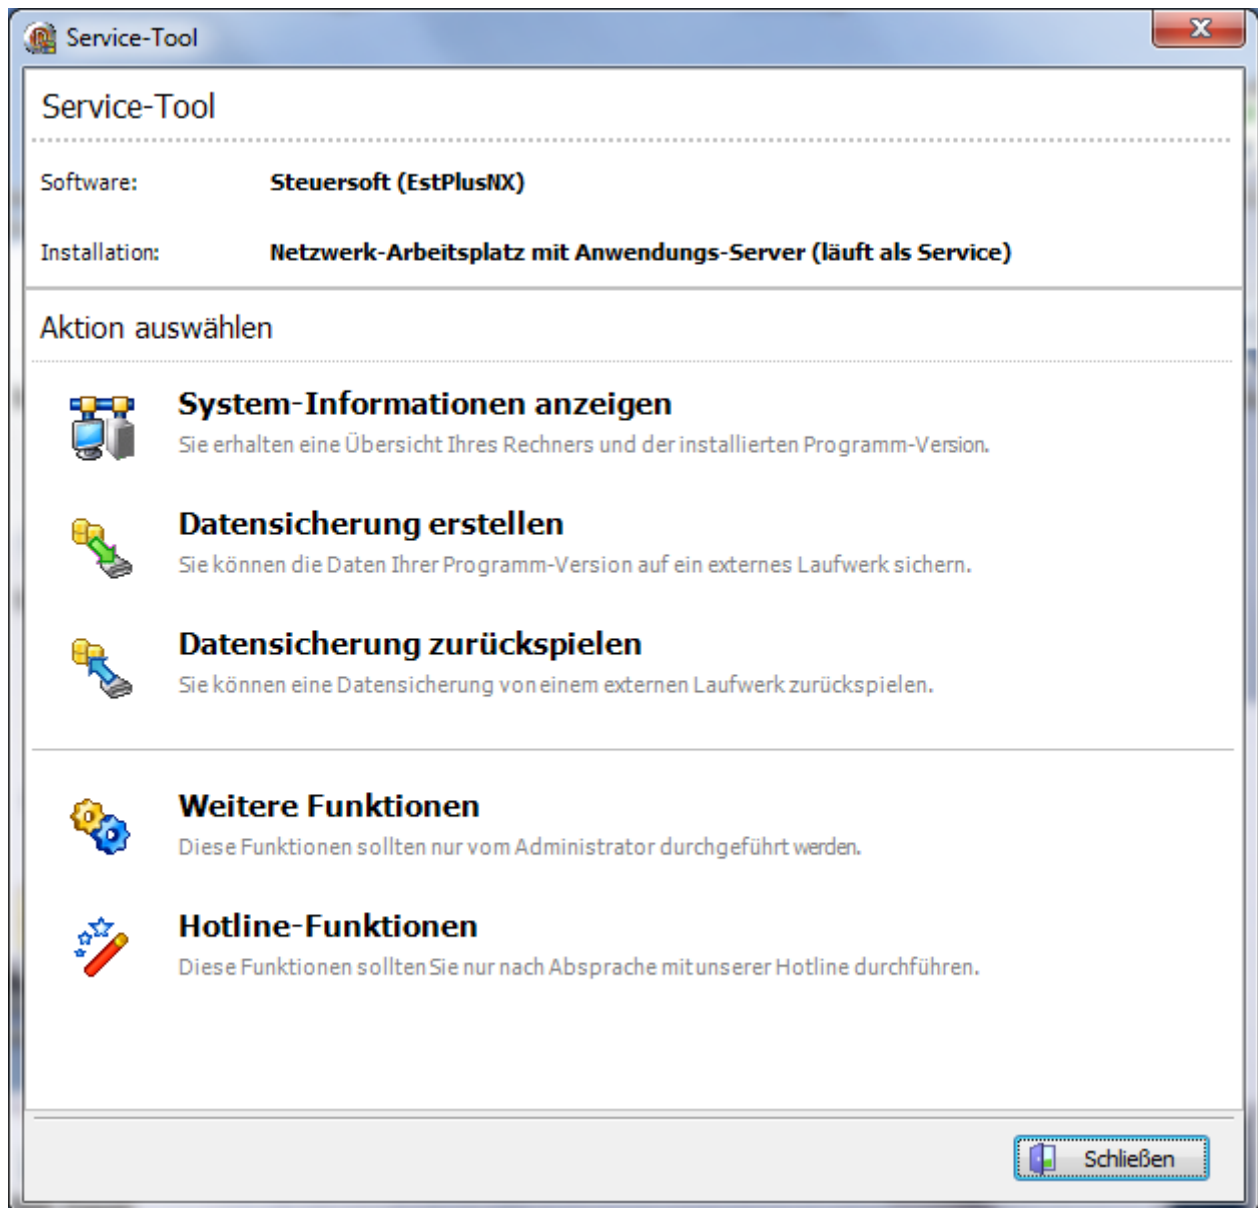 Service-Tool
Service-Tool
Software: Steuersoft (EstPlusNX)
Installation: Netzwerk-Arbeitsplatz mit Anwendungs-Server (läuft als Service)
Aktion auswählen
System-Informationen anzeigen
Sie erhalten eine Übersicht Ihres Rechners und der installierten Programm-Version.
Datensicherung erstellen
Sie können die Daten Ihrer Programm-Version auf ein externes Laufwerk sichern.
Datensicherung zurückspielen
Sie können eine Datensicherung von einem externen Laufwerk zurückspielen.
Weitere Funktionen
Diese Funktionen sollten nur vom Administrator durchgeführt werden.
Hotline-Funktionen
Diese Funktionen sollten Sie nur nach Absprache mit unserer Hotline durchführen.
Schließen